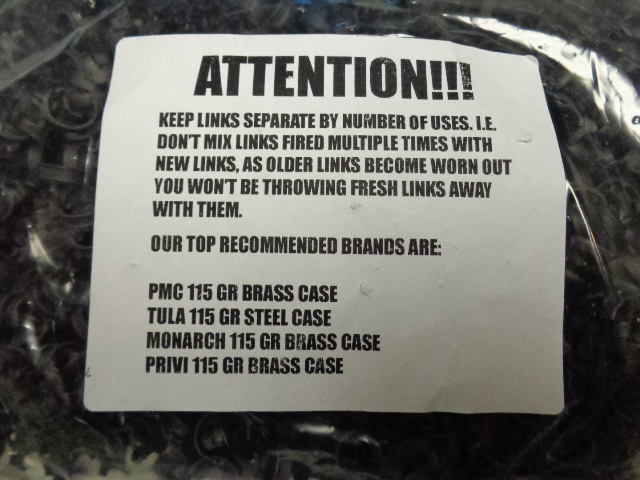 ATTENTION!!!
KEEP LINKS SEPARATE BY NUMBER OF USES. I.E.
DON'T MIX LINKS FIRED MULTIPLE TIMES WITH
NEW LINKS, AS OLDER LINKS BECOME WORN OUT
YOU WON'T BE THROWING FRESH LINKS AWAY
WITH THEM.
OUR TOP RECOMMENDED BRANDS ARE:
PMC 115 GR BRASS CASE
TULA 115 GR STEEL CASE
MONARCH 115 GR BRASS CASE
PRIVI 115 GR BRASS CASE